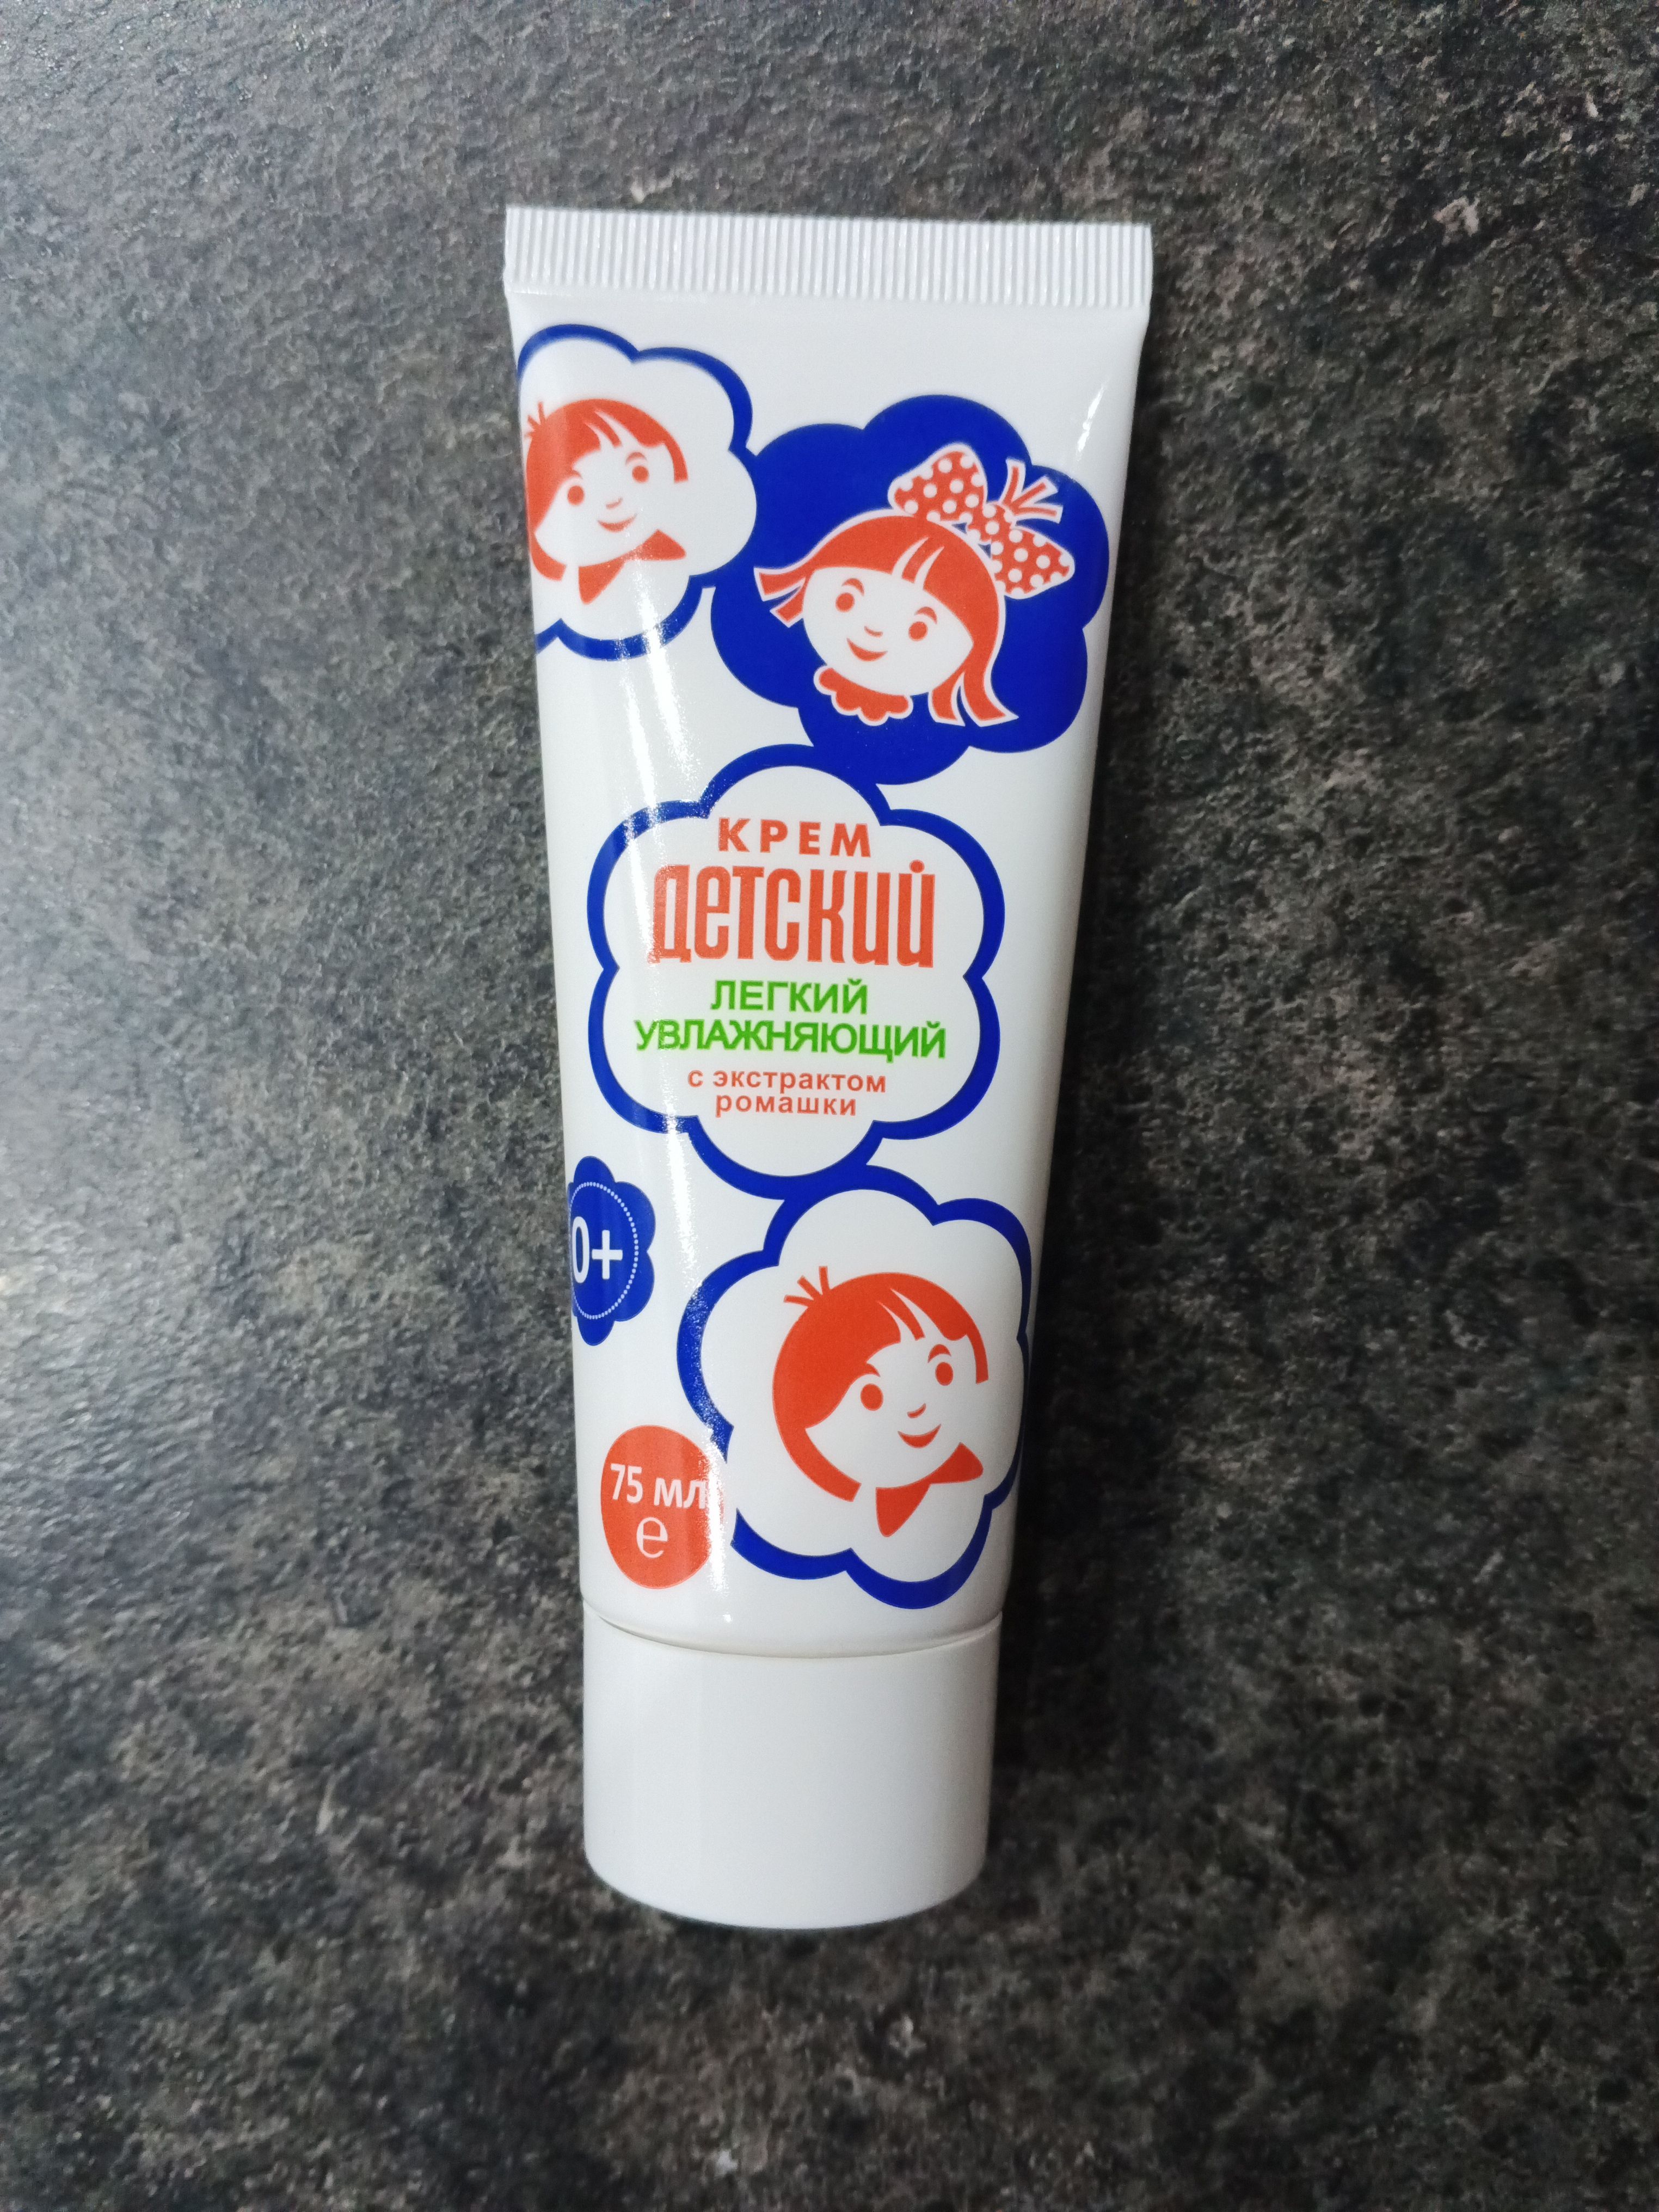 КРЕМ
ДЕТСКИЙ
ЛЕГКИЙ
УВЛАЖНЯЮЩИЙ
с экстрактом
ромашки
0+
75 мл
℮